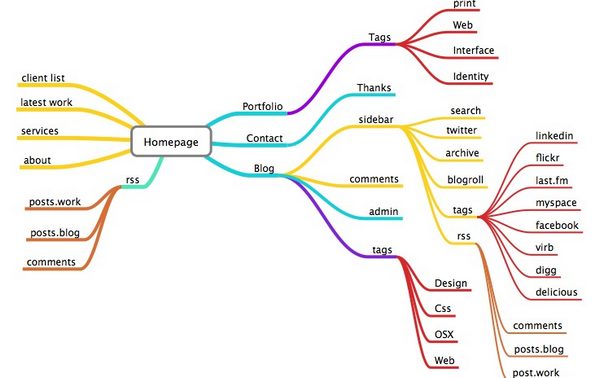 Homepage
client list
latest work
services
about
rss
posts.work
posts.blog
comments
Portfolio
Tags
print
Web
Interface
Identity
Contact
Thanks
Blog
sidebar
search
twitter
archive
blogroll
tags
linkedin
flickr
last.fm
myspace
facebook
virb
digg
delicious
rss
comments
posts.blog
post.work
comments
admin
tags
Design
Css
OSX
Web